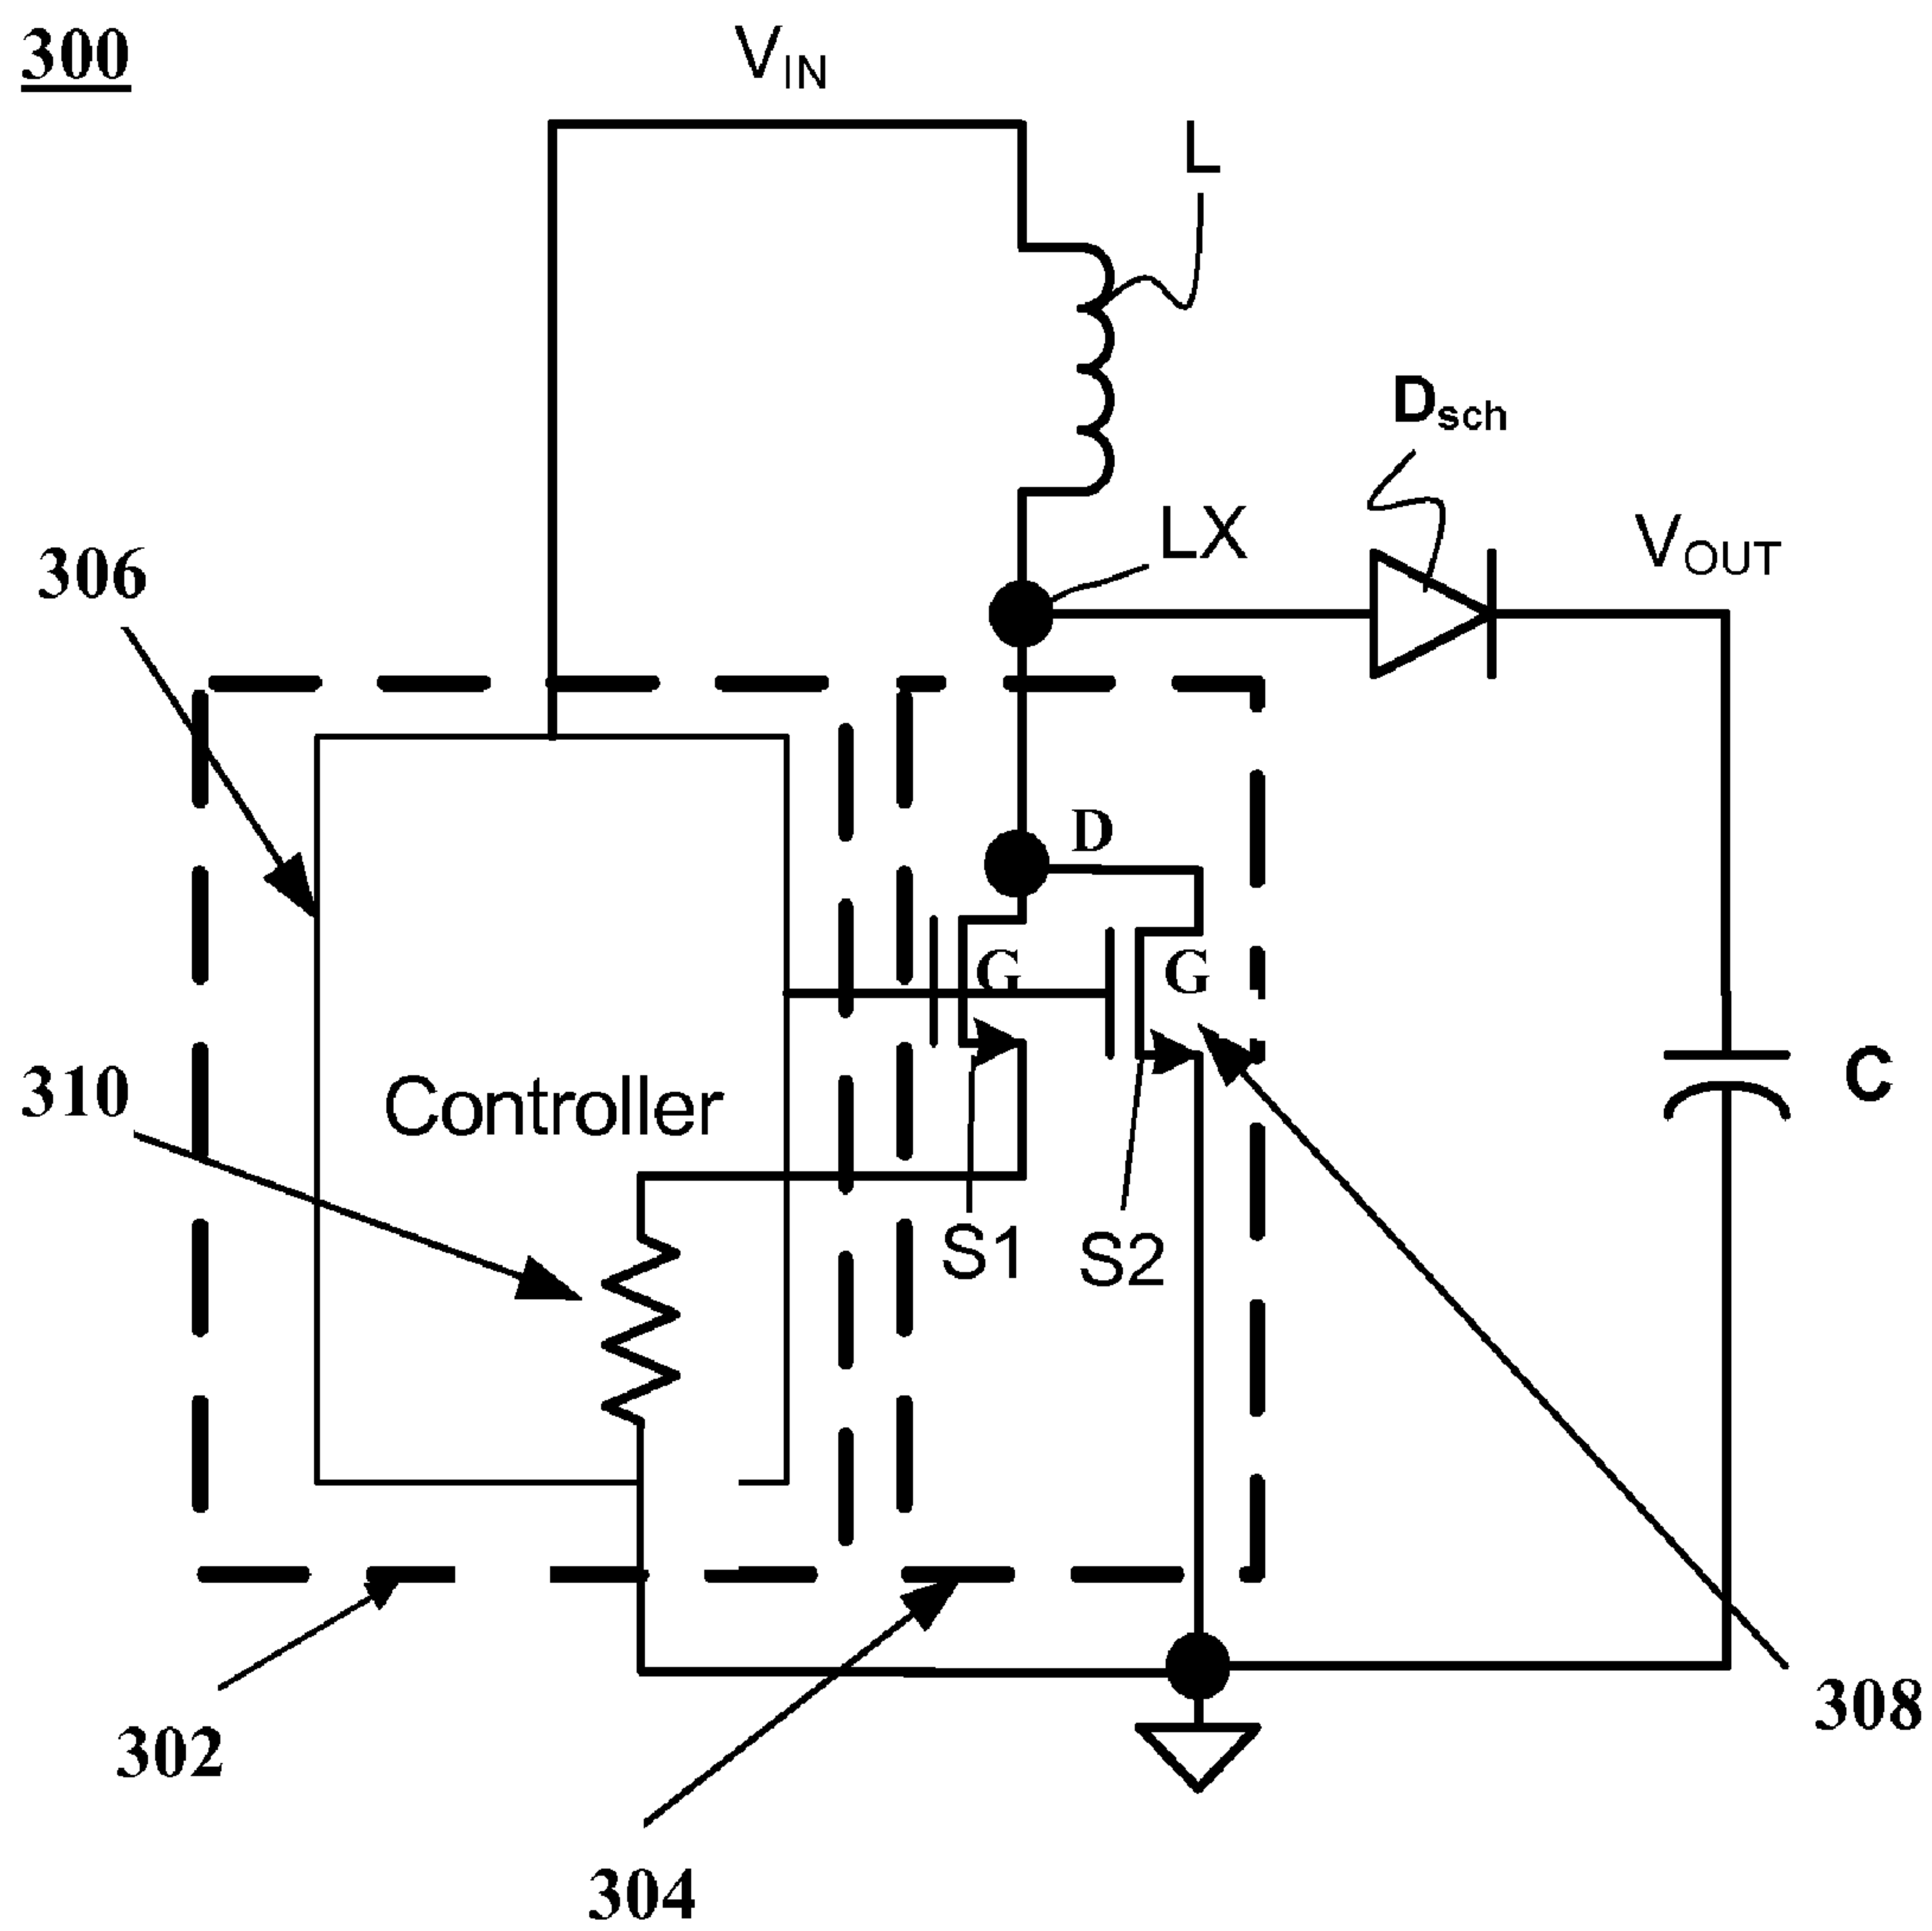 300
VIN
L
Dsch
LX
VOUT
306
D
G
G
310
Controller
C
S1
S2
308
302
304